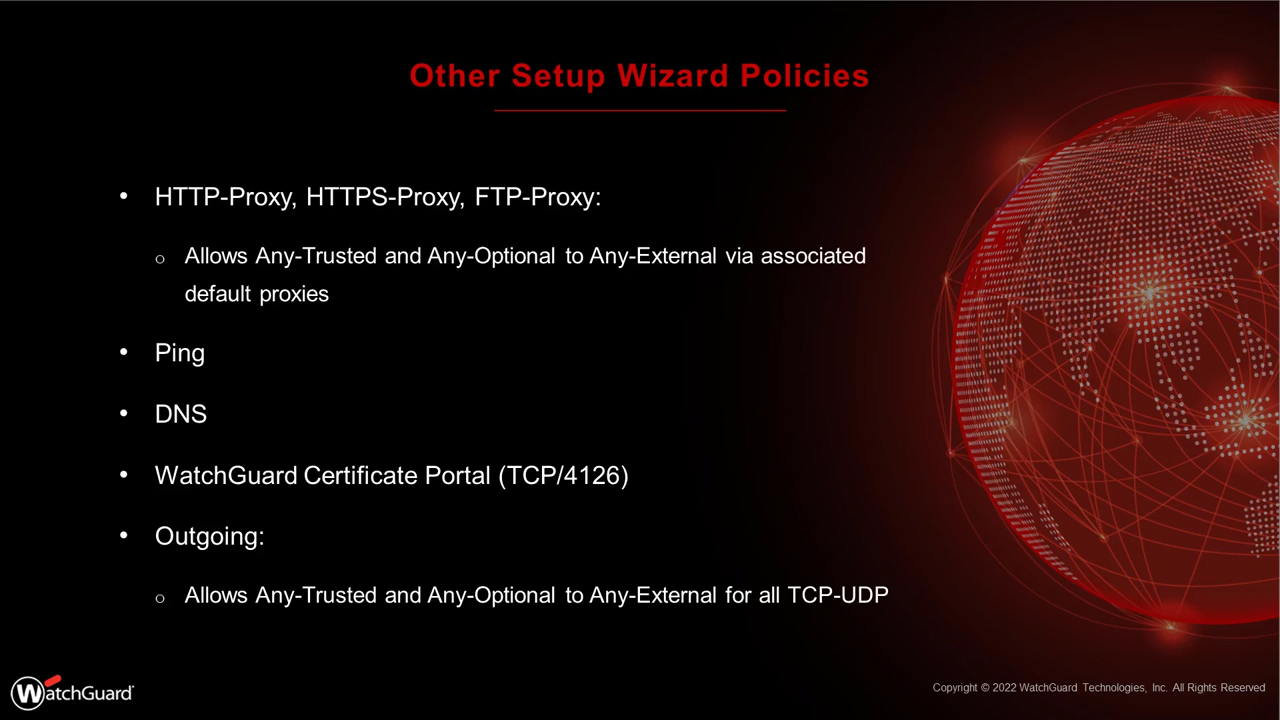 Other Setup Wizard Policies
• HTTP-Proxy, HTTPS-Proxy, FTP-Proxy:
o Allows Any-Trusted and Any-Optional to Any-External via associated
default proxies
• Ping
• DNS
• WatchGuard Certificate Portal (TCP/4126)
• Outgoing:
o Allows Any-Trusted and Any-Optional to Any-External for all TCP-UDP
WatchGuard
Copyright © 2022 WatchGuard Technologies, Inc. All Rights Reserved